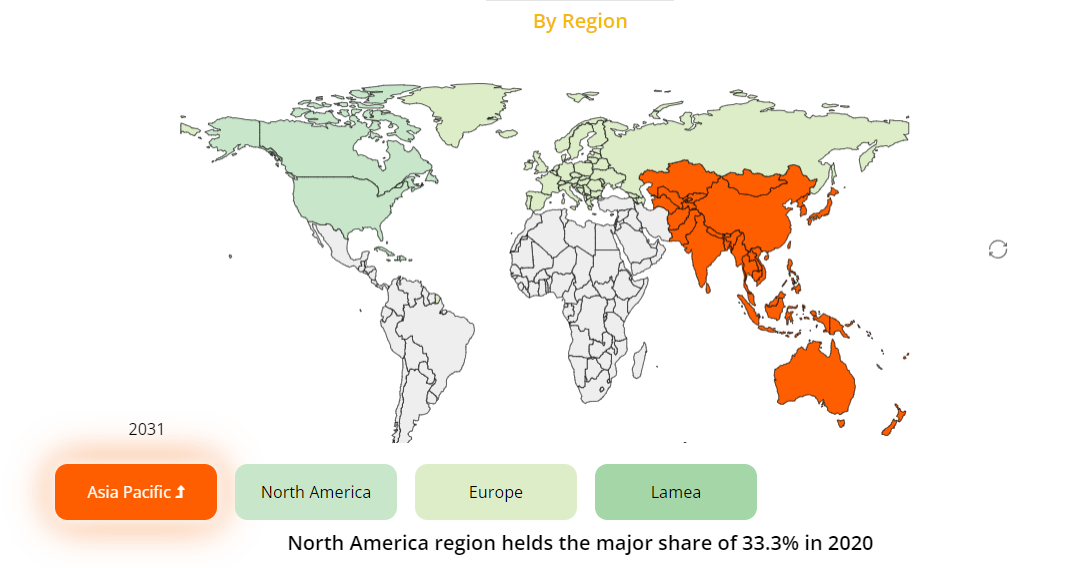 By Region
2031
Asia Pacific ⤴
North America
Europe
Lamea
North America region helds the major share of 33.3% in 2020